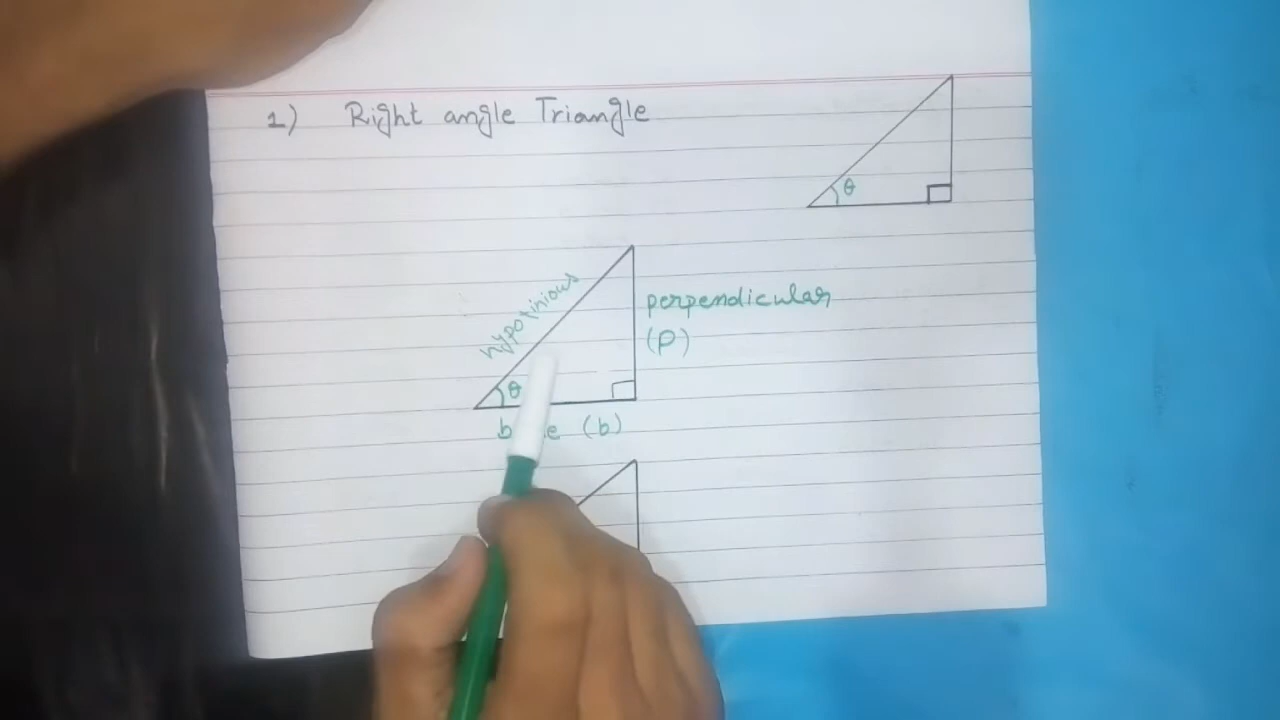 1) Right angle Triangle
θ
hypotinious
perpendicular
(P)
θ
(b)